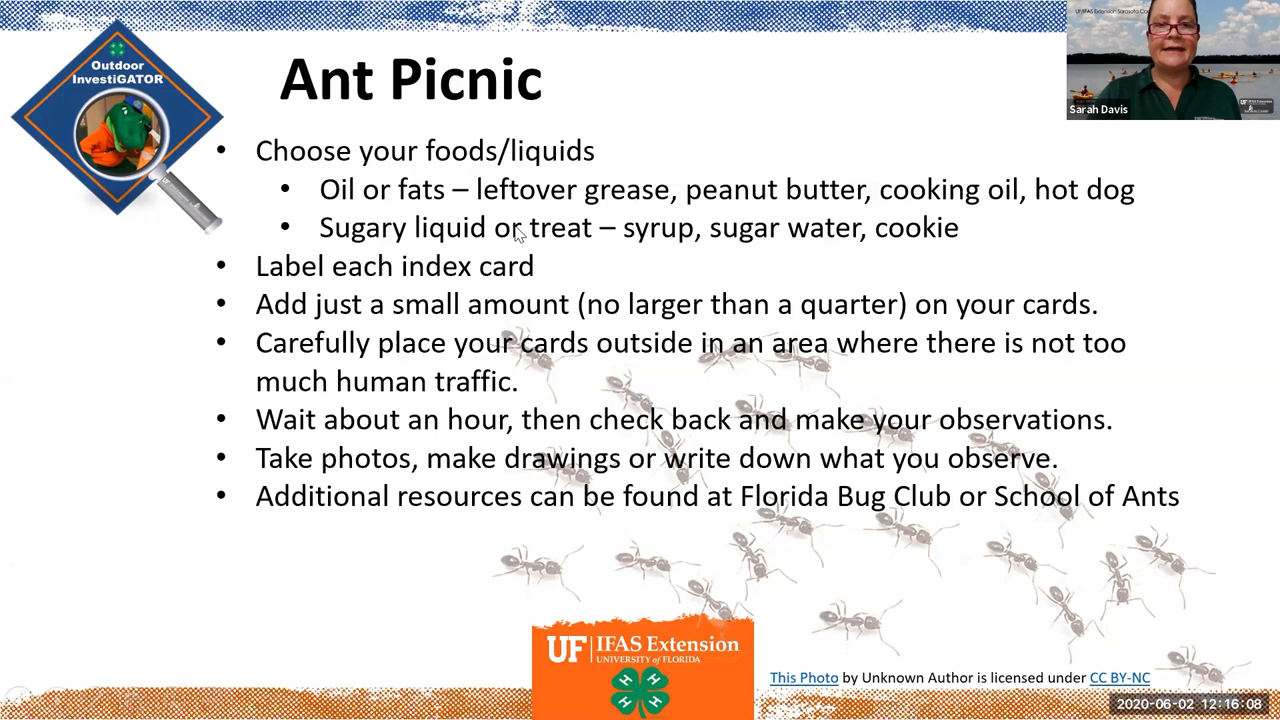 UF/IFAS Extension Sarasota Cou
Sarah Davis
Outdoor
InvestiGATOR
Ant Picnic
• Choose your foods/liquids
• Oil or fats – leftover grease, peanut butter, cooking oil, hot dog
• Sugary liquid or treat – syrup, sugar water, cookie
• Label each index card
• Add just a small amount (no larger than a quarter) on your cards.
• Carefully place your cards outside in an area where there is not too
much human traffic.
• Wait about an hour, then check back and make your observations.
• Take photos, make drawings or write down what you observe.
• Additional resources can be found at Florida Bug Club or School of Ants
UF | IFAS Extension
UNIVERSITY of FLORIDA
H H
H H
This Photo by Unknown Author is licensed under CC BY-NC
2020-06-02 12:16:08